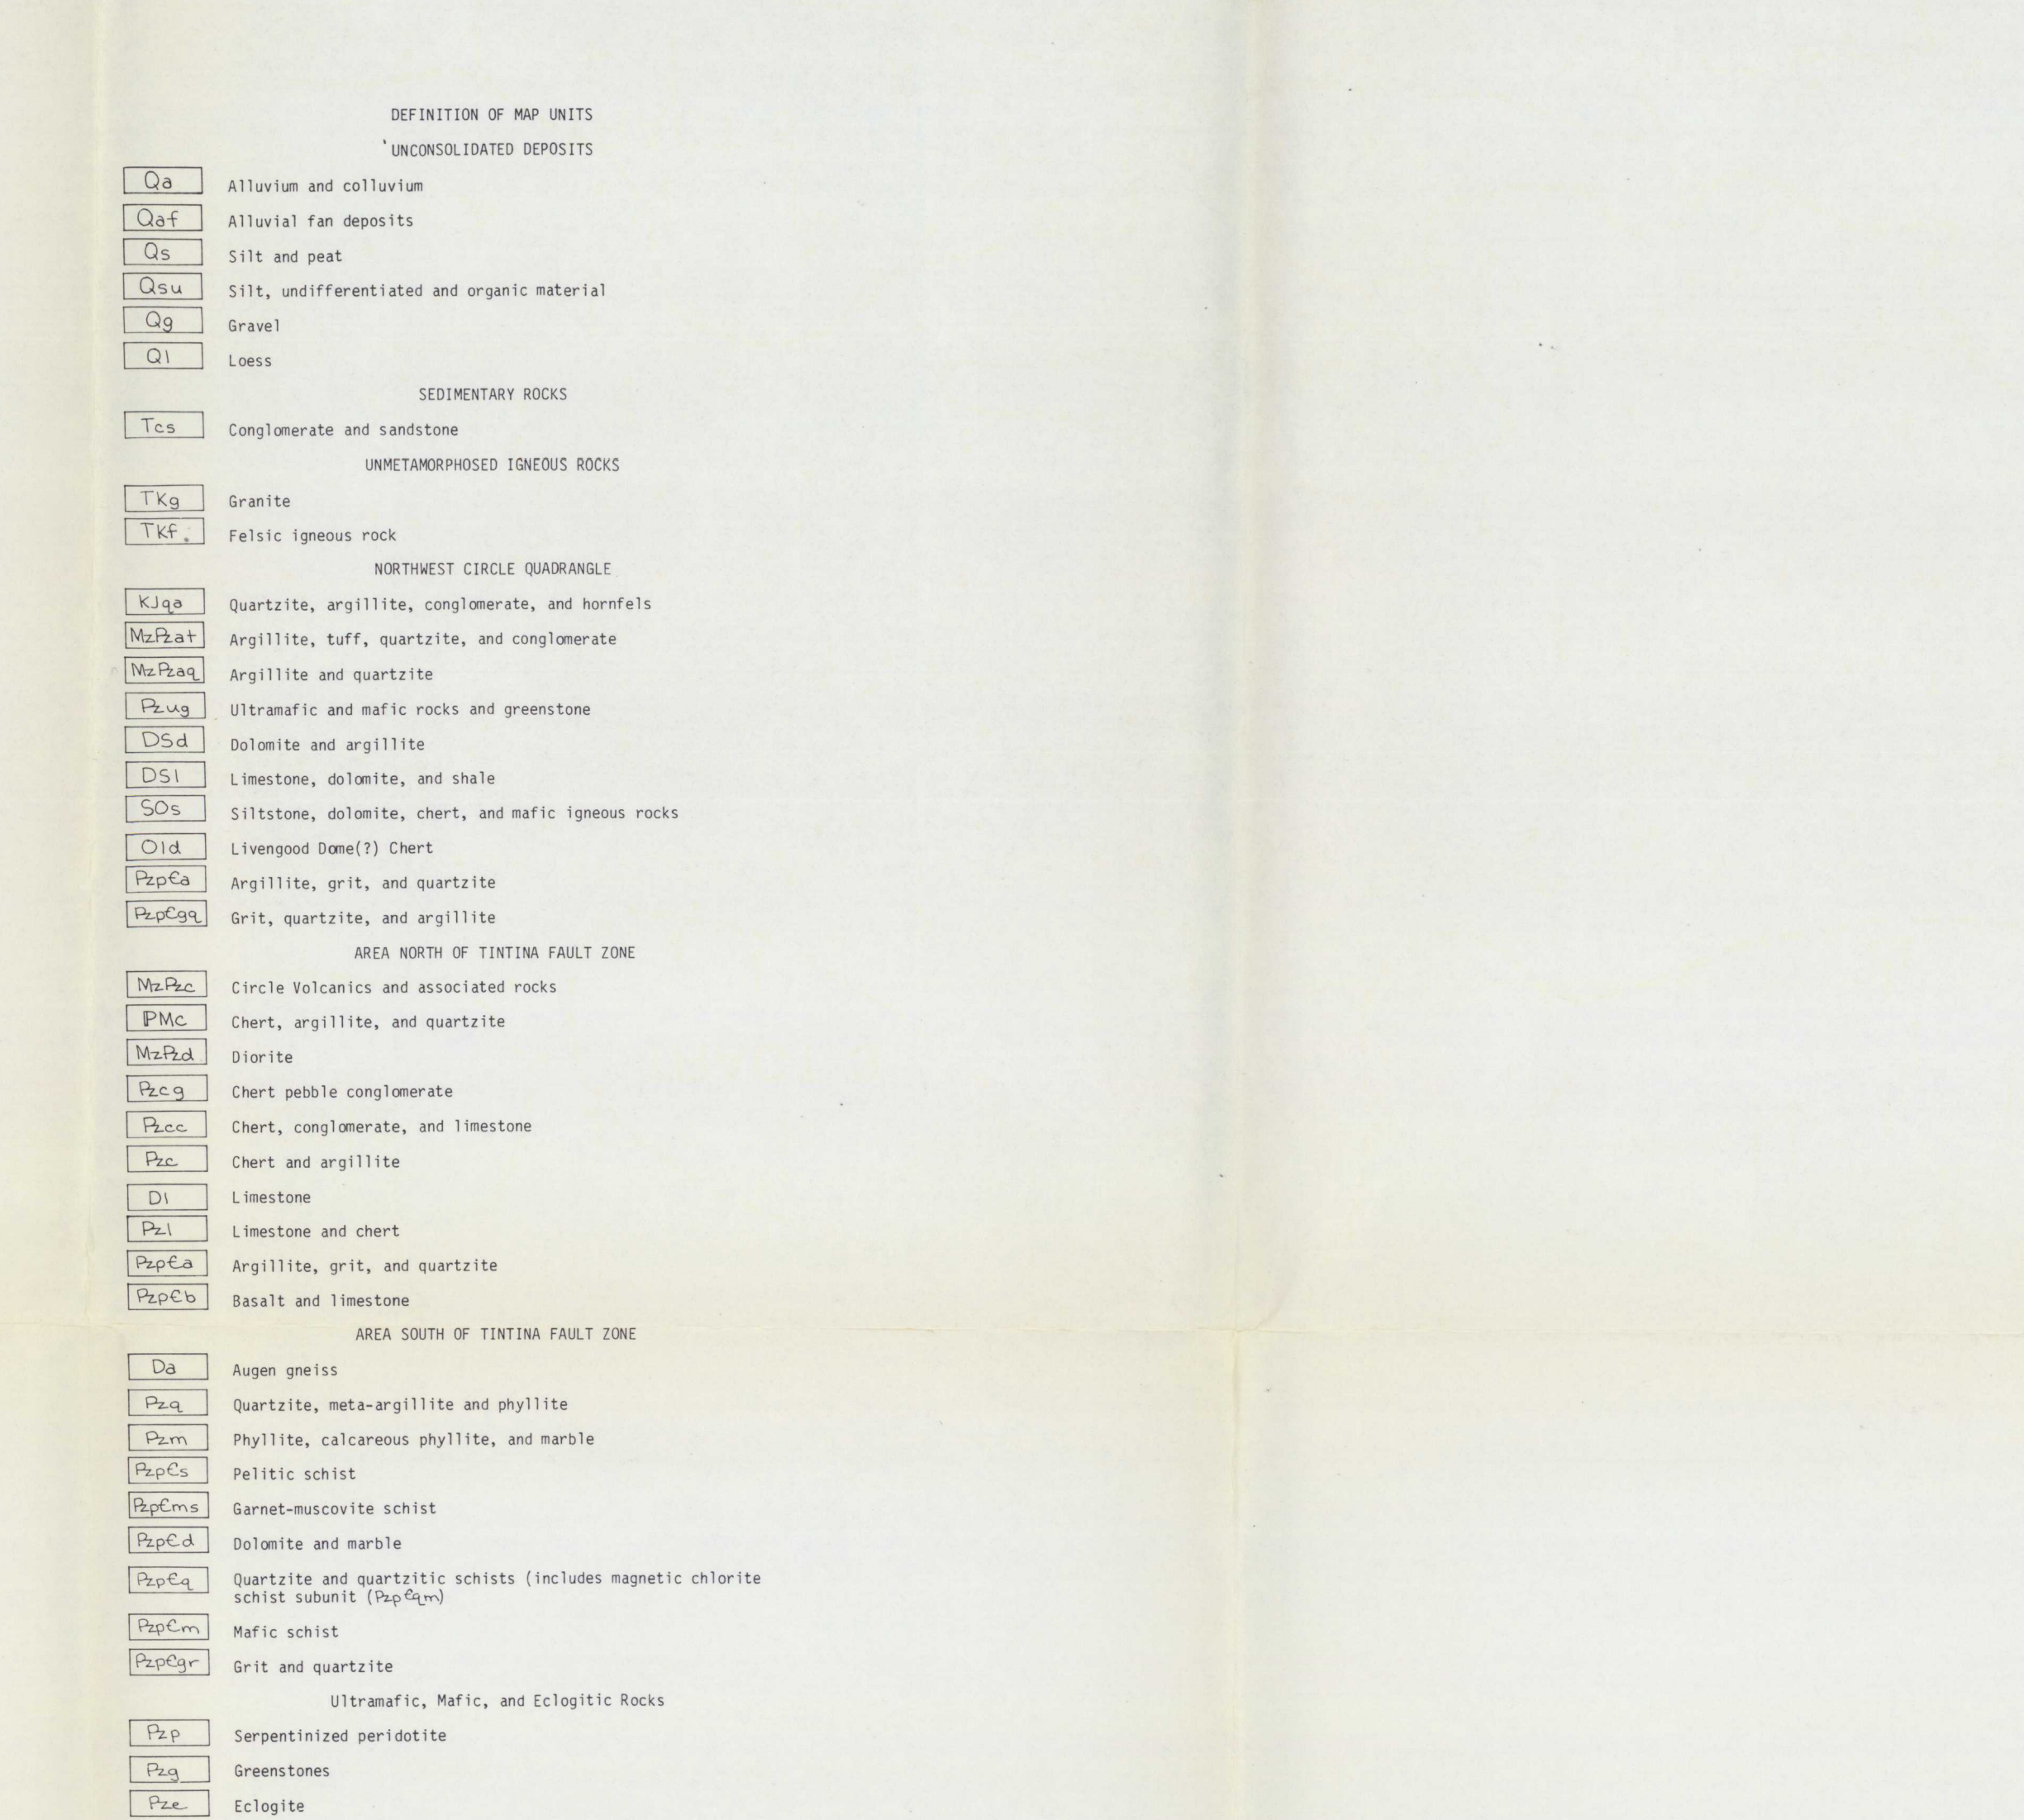 DEFINITION OF MAP UNITS
UNCONSOLIDATED DEPOSITS
Qa Alluvium and colluvium
Qaf Alluvial fan deposits
Qs Silt and peat
Qsu Silt, undifferentiated and organic material
Qg Gravel
Ql Loess
SEDIMENTARY ROCKS
Tcs Conglomerate and sandstone
UNMETAMORPHOSED IGNEOUS ROCKS
TKg Granite
TKf Felsic igneous rock
NORTHWEST CIRCLE QUADRANGLE
KJqa Quartzite, argillite, conglomerate, and hornfels
MzPzat Argillite, tuff, quartzite, and conglomerate
MzPzaq Argillite and quartzite
Pzug Ultramafic and mafic rocks and greenstone
DSd Dolomite and argillite
DSl Limestone, dolomite, and shale
SOs Siltstone, dolomite, chert, and mafic igneous rocks
Old Livengood Dome(?) Chert
Pzp€a Argillite, grit, and quartzite
Pzp€gq Grit, quartzite, and argillite
AREA NORTH OF TINTINA FAULT ZONE
MzPzc Circle Volcanics and associated rocks
ℙMc Chert, argillite, and quartzite
MzPzd Diorite
Pzcg Chert pebble conglomerate
Pzcc Chert, conglomerate, and limestone
Pzc Chert and argillite
Dl Limestone
Pzl Limestone and chert
Pzp€a Argillite, grit, and quartzite
Pzp€b Basalt and limestone
AREA SOUTH OF TINTINA FAULT ZONE
Da Augen gneiss
Pzq Quartzite, meta-argillite and phyllite
Pzm Phyllite, calcareous phyllite, and marble
Pzp€s Pelitic schist
Pzp€ms Garnet-muscovite schist
Pzp€d Dolomite and marble
Pzp€q Quartzite and quartzitic schists (includes magnetic chlorite
schist subunit (Pzp€qm)
Pzp€m Mafic schist
Pzp€gr Grit and quartzite
Ultramafic, Mafic, and Eclogitic Rocks
Pzp Serpentinized peridotite
Pzg Greenstones
Pze Eclogite